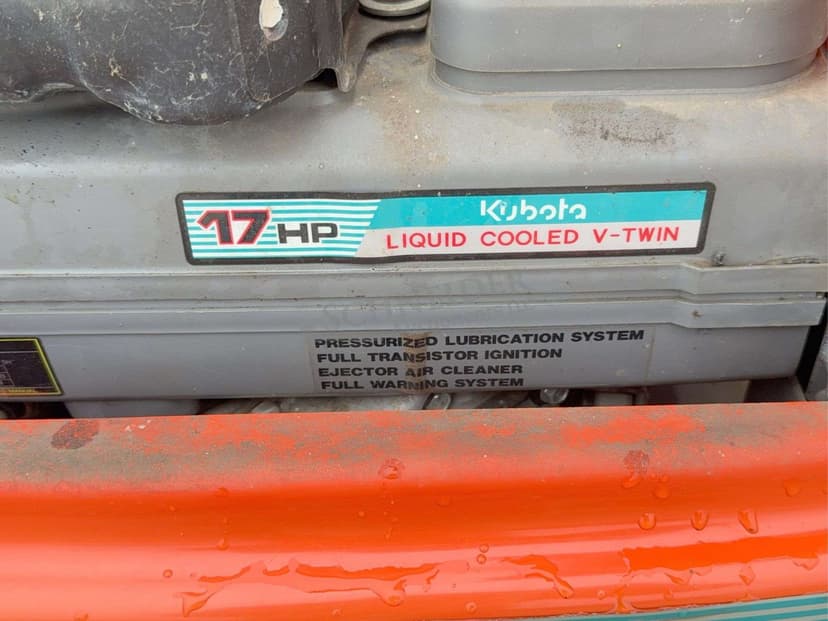 17 HP
Kubota
LIQUID COOLED V-TWIN
PRESSURIZED LUBRICATION SYSTEM
FULL TRANSISTOR IGNITION
EJECTOR AIR CLEANER
FULL WARNING SYSTEM